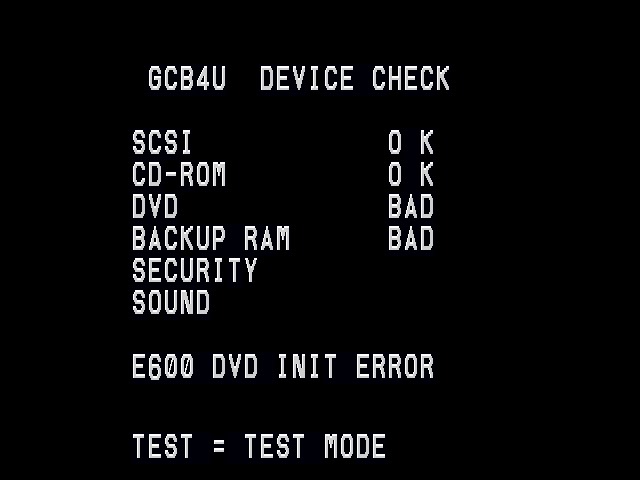 GCB4U DEVICE CHECK
SCSI O K
CD-ROM O K
DVD BAD
BACKUP RAM BAD
SECURITY
SOUND
E600 DVD INIT ERROR
TEST = TEST MODE